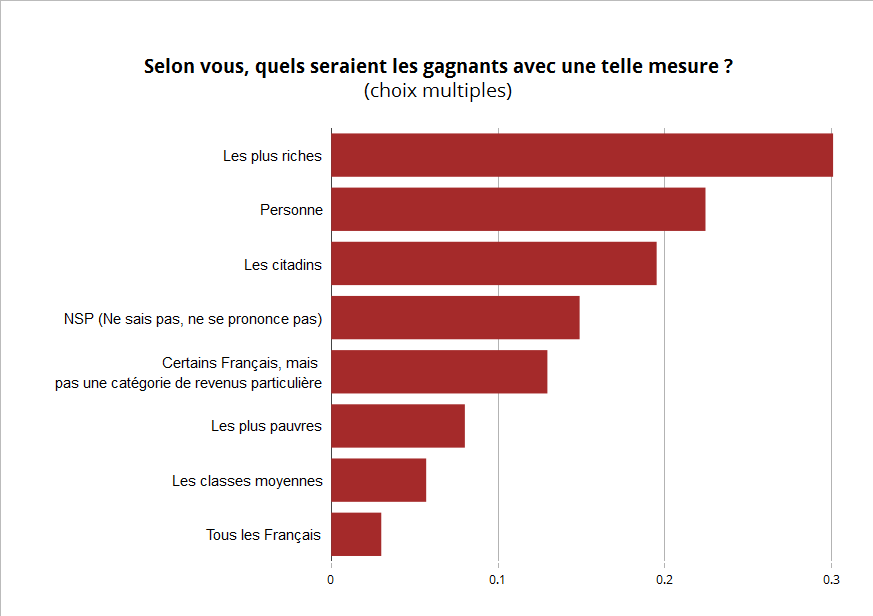 Selon vous, quels seraient les gagnants avec une telle mesure ?
(choix multiples)
Les plus riches
Personne
Les citadins
NSP (Ne sais pas, ne se prononce pas)
Certains Français, mais
pas une catégorie de revenus particulière
Les plus pauvres
Les classes moyennes
Tous les Français
0 0.1 0.2 0.3